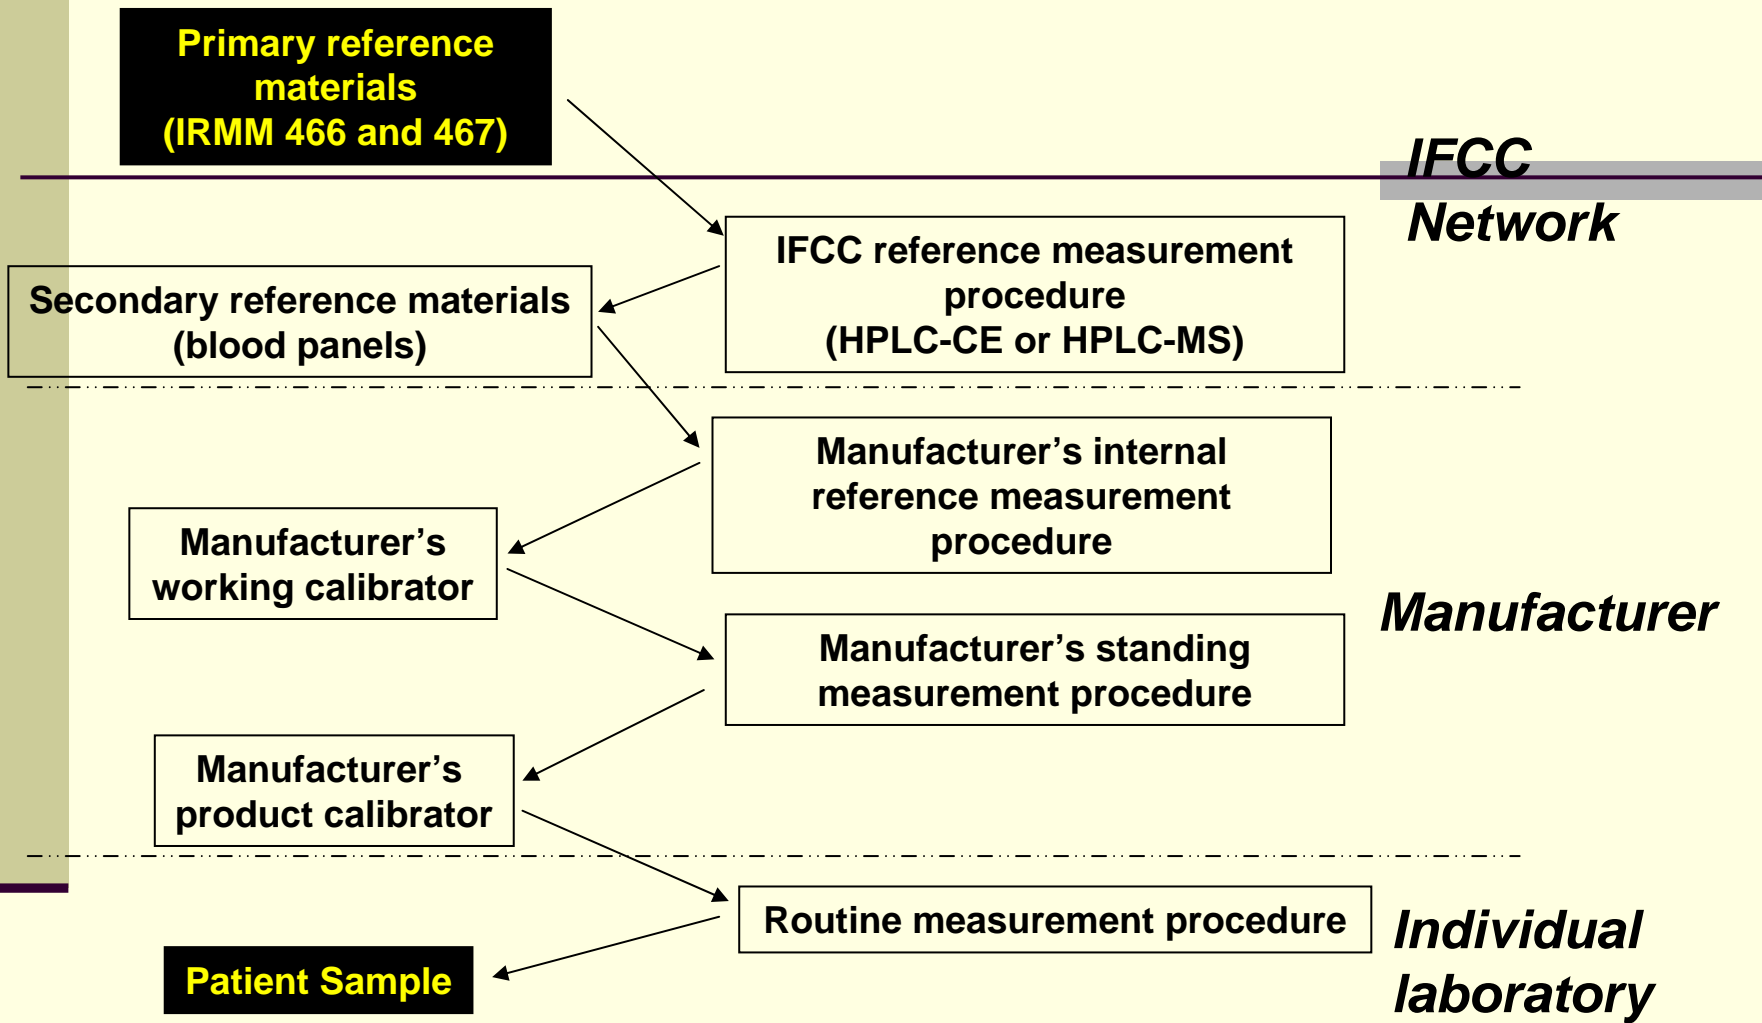 Primary reference
materials
(IRMM 466 and 467)
IFCC
Network
IFCC reference measurement
procedure
(HPLC-CE or HPLC-MS)
Secondary reference materials
(blood panels)
Manufacturer’s internal
reference measurement
procedure
Manufacturer’s
working calibrator
Manufacturer
Manufacturer’s standing
measurement procedure
Manufacturer’s
product calibrator
Routine measurement procedure
Individual
laboratory
Patient Sample